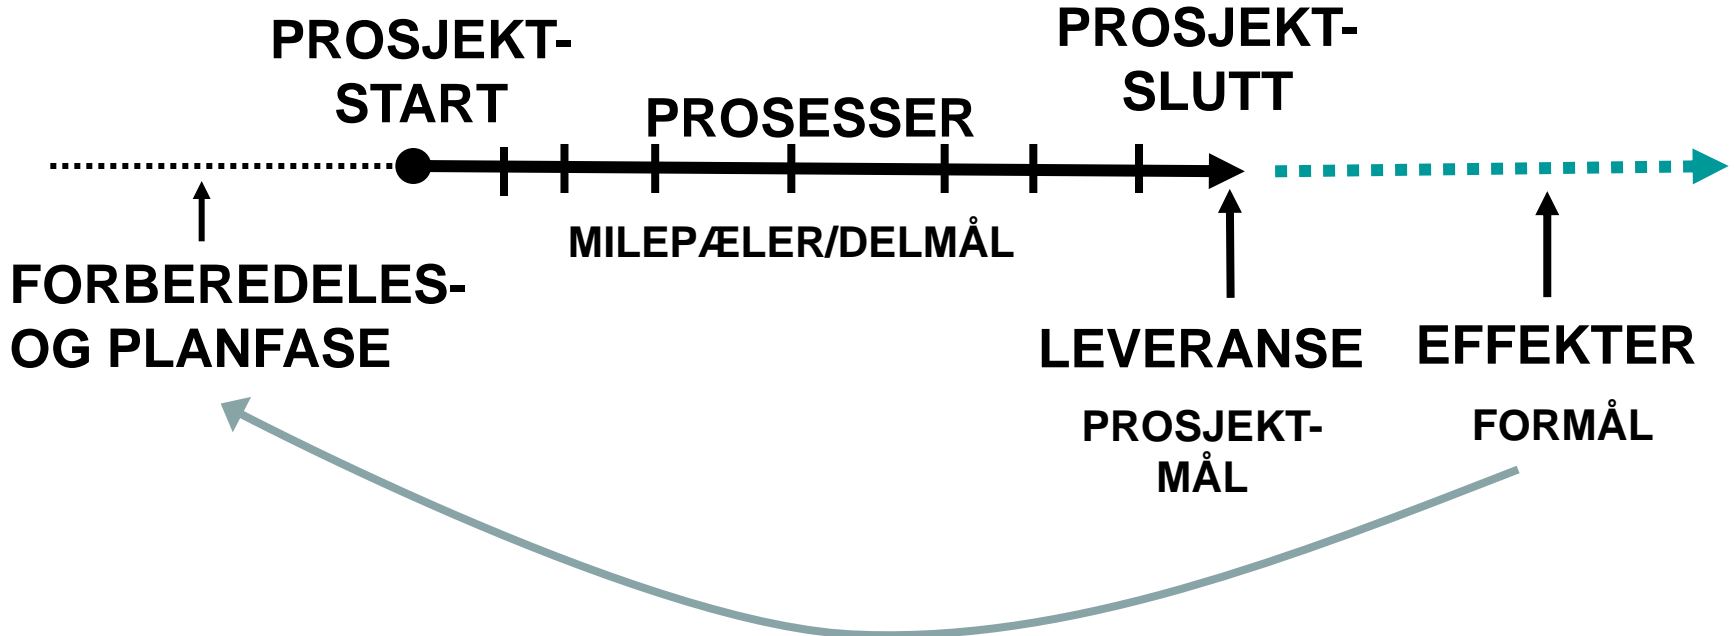 PROSJEKT-
START
PROSESSER
PROSJEKT-
SLUTT
MILEPÆLER/DELMÅL
FORBEREDELES-
OG PLANFASE
LEVERANSE
PROSJEKT-
MÅL
EFFEKTER
FORMÅL